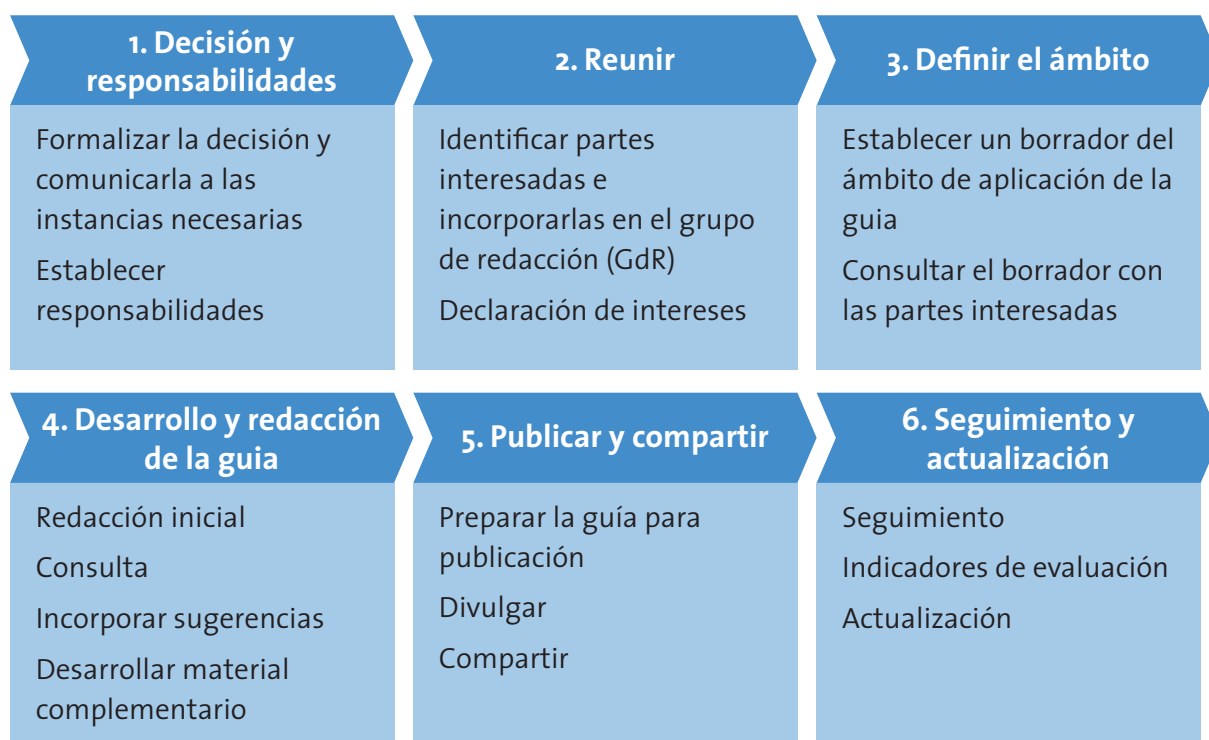 1. Decisión y
responsabilidades
Formalizar la decisión y
comunicarla a las
instancias necesarias
Establecer
responsabilidades
2. Reunir
Identificar partes
interesadas e
incorporarlas en el grupo
de redacción (GdR)
Declaración de intereses
3. Definir el ámbito
Establecer un borrador del
ámbito de aplicación de la
guia
Consultar el borrador con
las partes interesadas
4. Desarrollo y redacción
de la guia
Redacción inicial
Consulta
Incorporar sugerencias
Desarrollar material
complementario
5. Publicar y compartir
Preparar la guía para
publicación
Divulgar
Compartir
6. Seguimiento y
actualización
Seguimiento
Indicadores de evaluación
Actualización